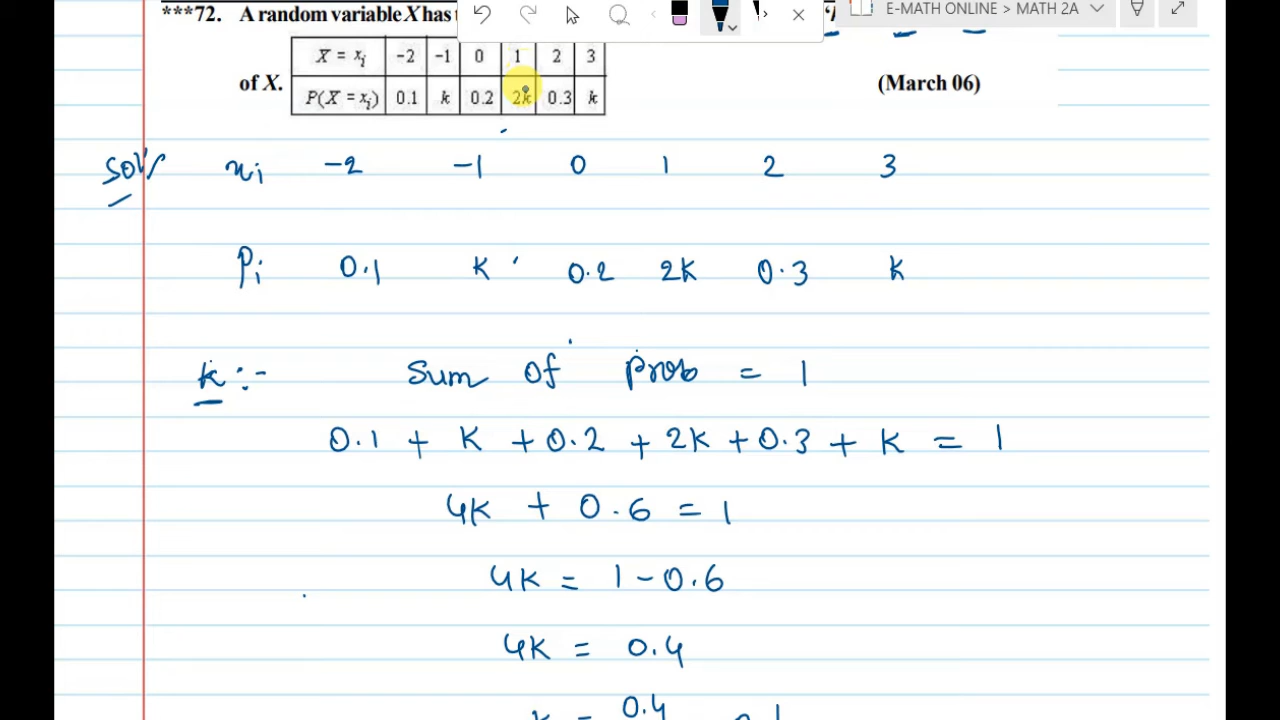 ***72. A random variable X has
E-MATH ONLINE > MATH 2A
X = xi -2 -1 0 1 2 3
of X. P(X = xi) 0.1 k 0.2 2k 0.3 k (March 06)
Sol xi -2 -1 0 1 2 3
Pi 0.1 K 0.2 2K 0.3 K
k :- Sum of Prob = 1
0.1 + K + 0.2 + 2K + 0.3 + K = 1
4K + 0.6 = 1
4K = 1 - 0.6
4K = 0.4
0.4